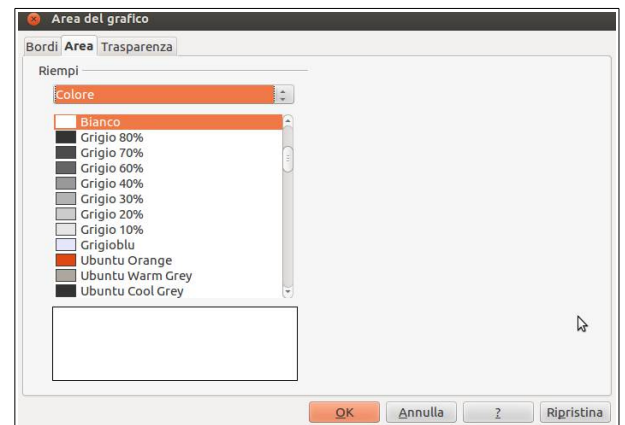 Area del grafico
Bordi Area Trasparenza
Riempi
Colore
Bianco
Grigio 80%
Grigio 70%
Grigio 60%
Grigio 40%
Grigio 30%
Grigio 20%
Grigio 10%
Grigioblu
Ubuntu Orange
Ubuntu Warm Grey
Ubuntu Cool Grey
OK Annulla ? Ripristina